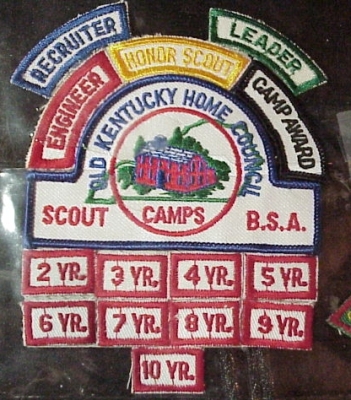 RECRUITER
LEADER
HONOR SCOUT
ENGINEER
CAMP AWARD
OLD KENTUCKY HOME COUNCIL
SCOUT CAMPS B.S.A.
2 YR. 3 YR. 4 YR. 5 YR.
6 YR. 7 YR. 8 YR. 9 YR.
10 YR.